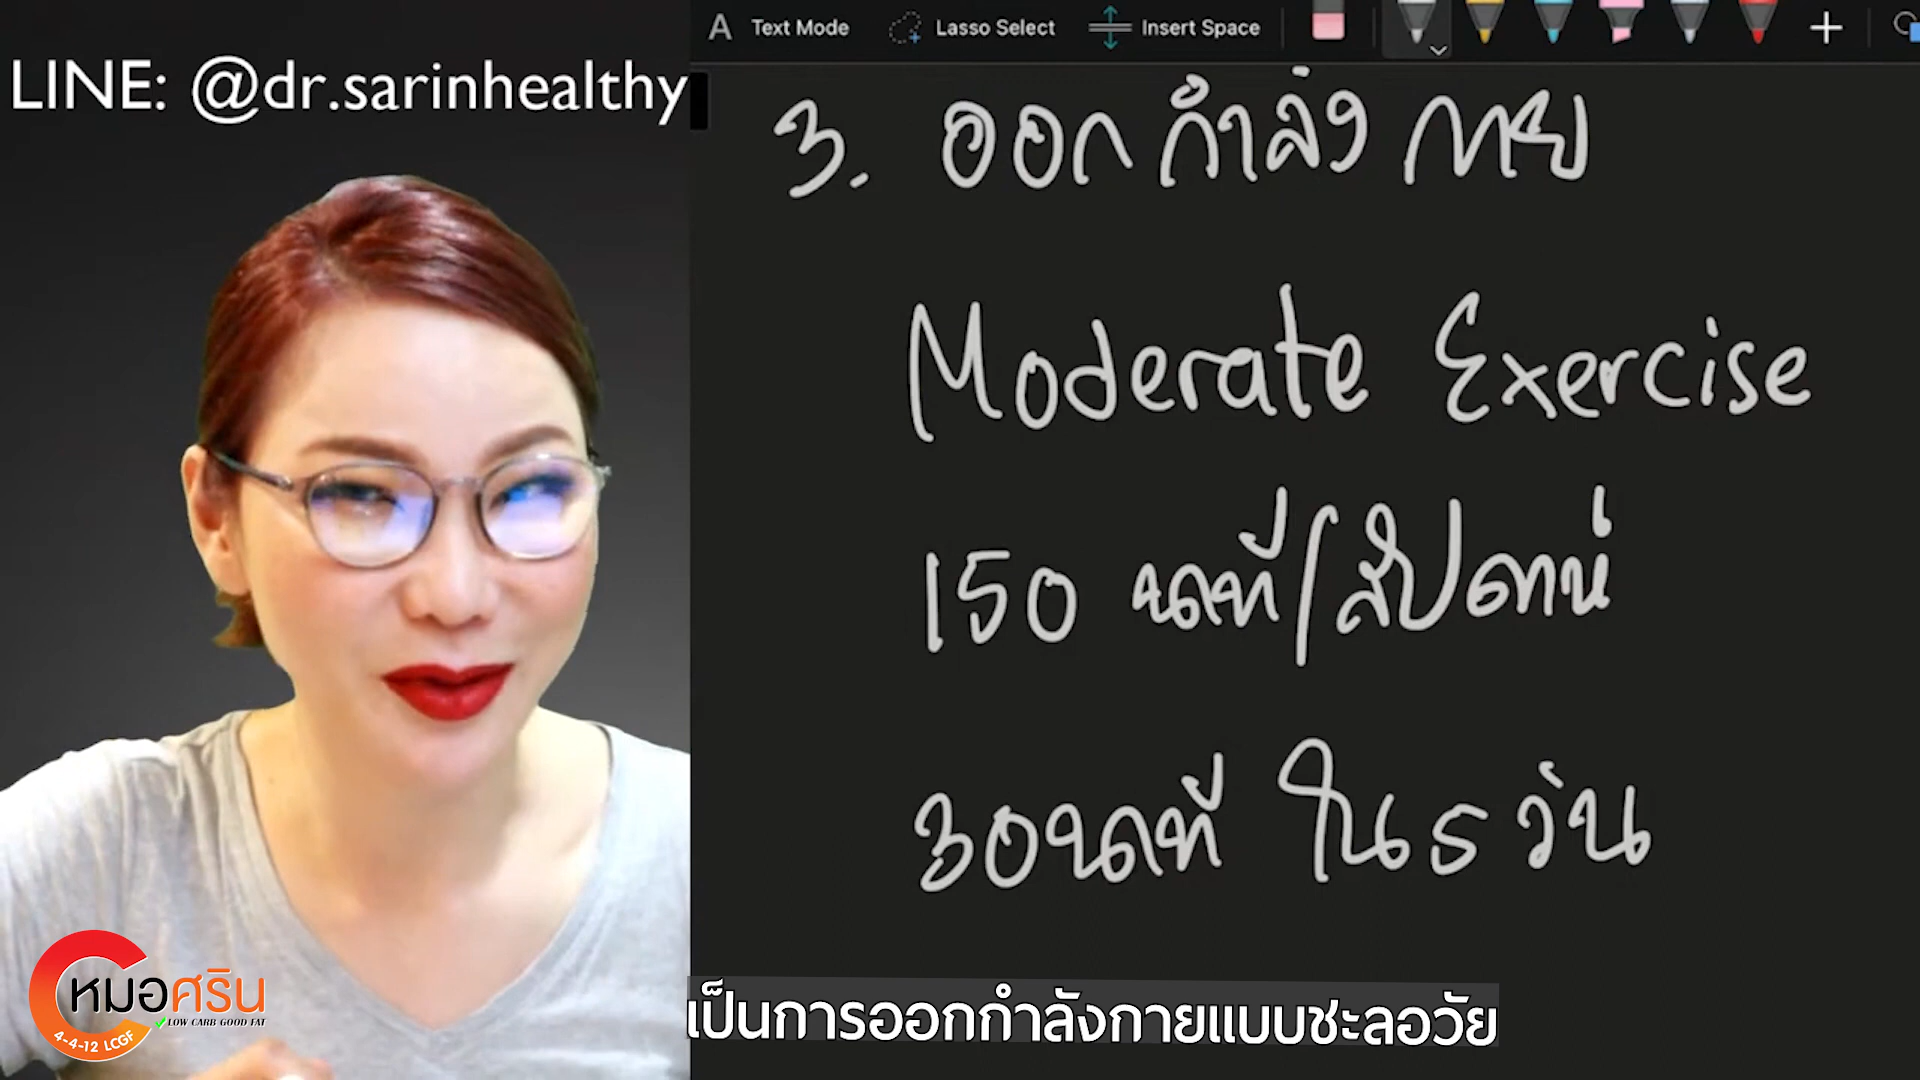 Text Mode Lasso Select Insert Space
LINE: @dr.sarinhealthy
3. ออกกำลังกาย
Moderate Exercise
150 นาที/สัปดาห์
30 นาที ใน 5 วัน
หมอศริน
LOW CARB GOOD FAT
4-4-12 LCGF
เป็นการออกกำลังกายแบบชะลอวัย